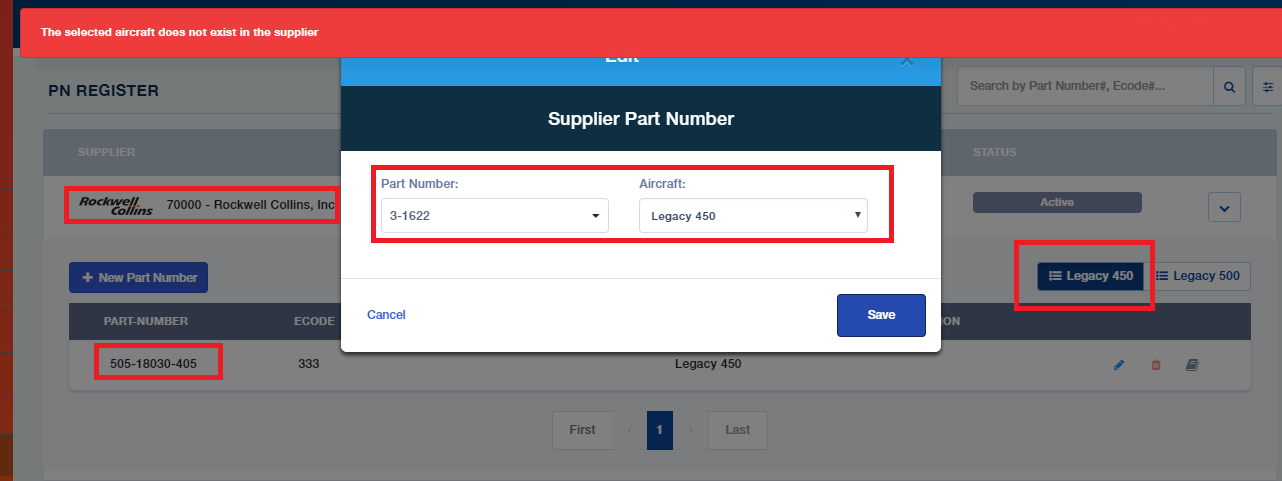 The selected aircraft does not exist in the supplier
Edit
PN REGISTER
Search by Part Number#, Ecode#...
Supplier Part Number
SUPPLIER
STATUS
Part Number:
Aircraft:
Rockwell Collins
70000 - Rockwell Collins, Inc
3-1622
Legacy 450
Active
New Part Number
Legacy 450
Legacy 500
Cancel
Save
PART-NUMBER
ECODE
ION
505-18030-405
333
Legacy 450
First
<
1
>
Last